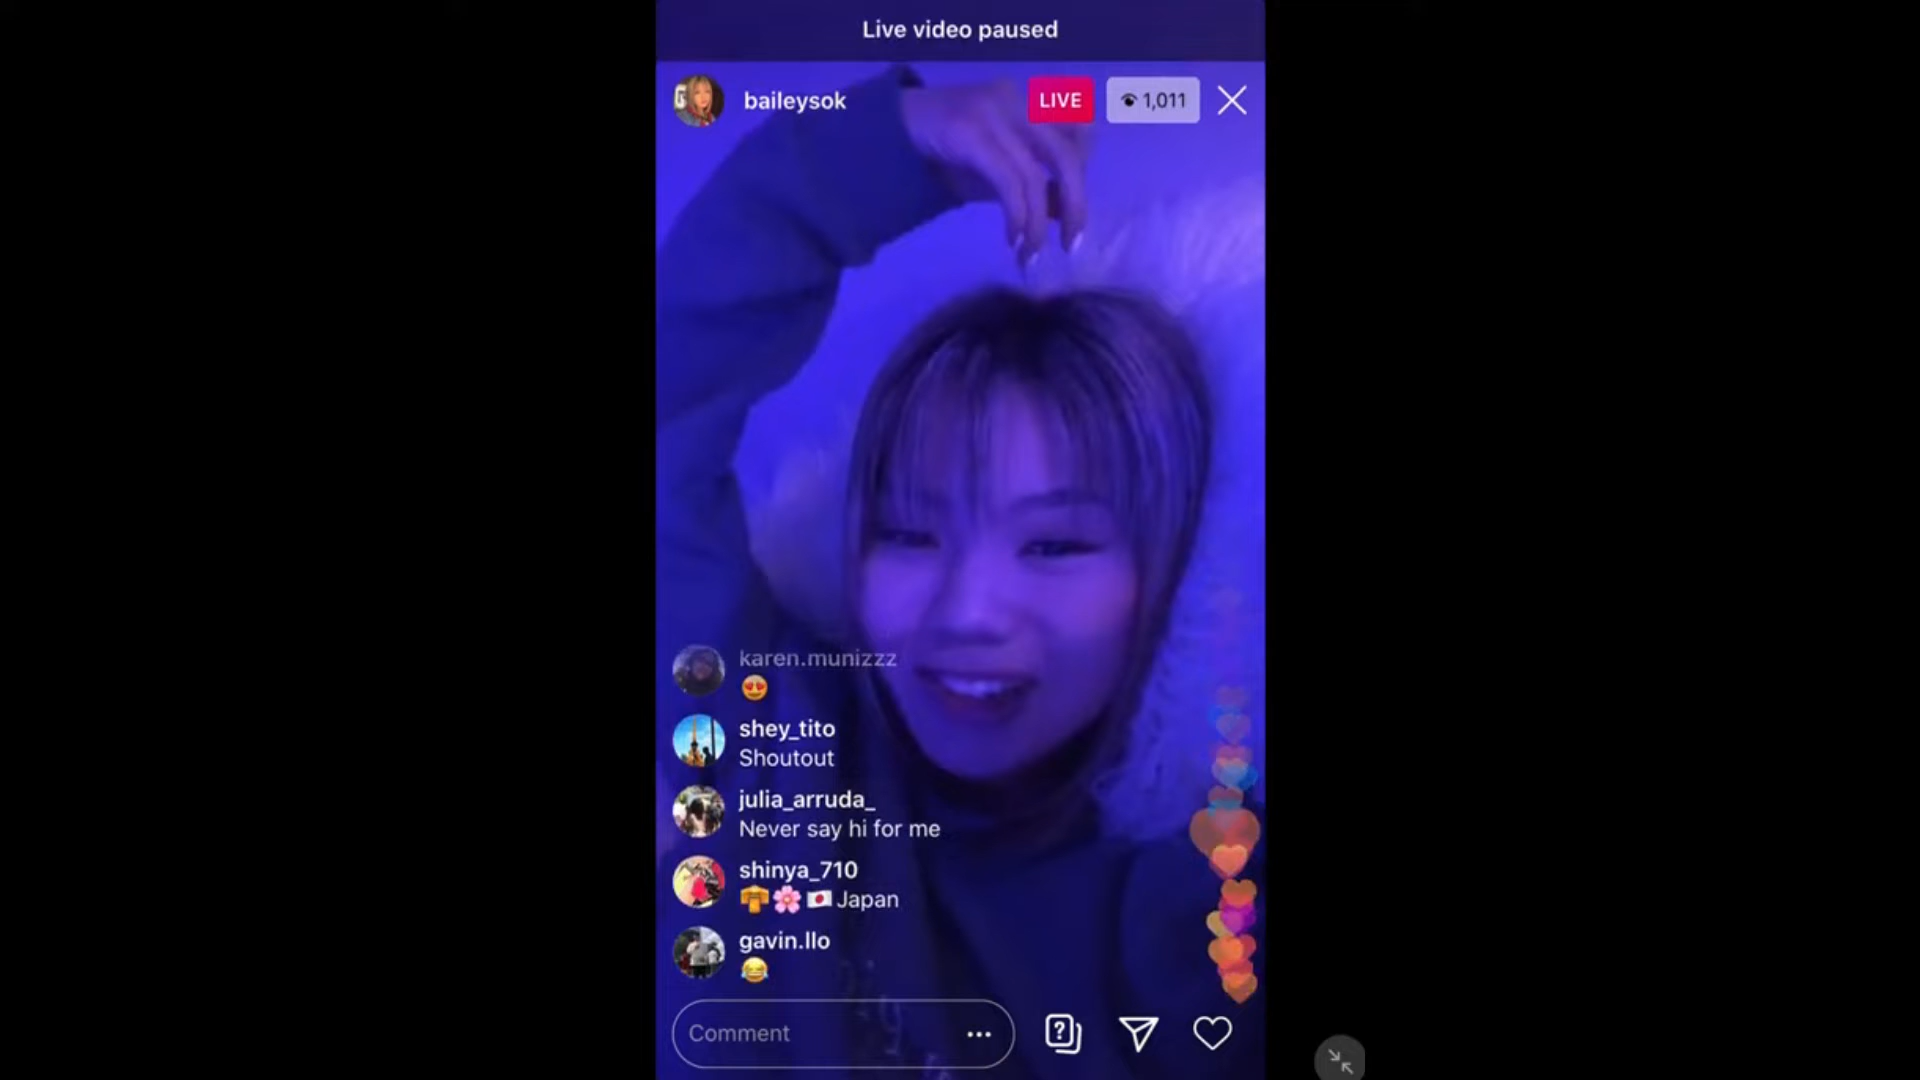 Live video paused
baileysok
LIVE
1,011
karen.munizzz
😍
shey_tito
Shoutout
julia_arruda_
Never say hi for me
shinya_710
👘🌸🇯🇵Japan
gavin.llo
😂
Comment